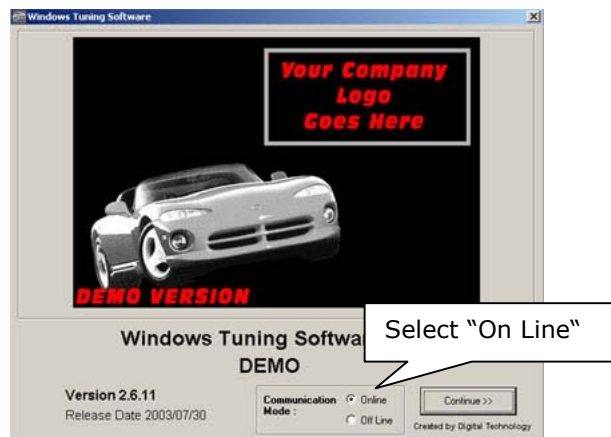 Windows Tuning Software
Your Company
Logo
Goes Here
DEMO VERSION
Select “On Line“
Windows Tuning Softwa
DEMO
Version 2.6.11
Release Date 2003/07/30
Communication
Mode :
Online
Off Line
Continue >>
Created by Digital Technology